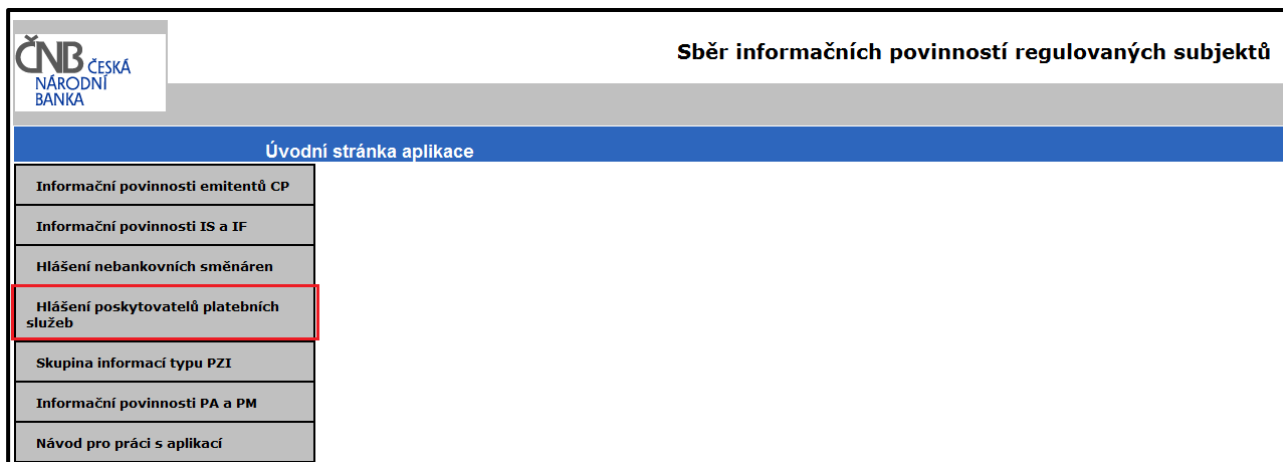 ČNB ČESKÁ
NÁRODNÍ
BANKA
Sběr informačních povinností regulovaných subjektů
Úvodní stránka aplikace
Informační povinnosti emitentů CP
Informační povinnosti IS a IF
Hlášení nebankovních směnáren
Hlášení poskytovatelů platebních
služeb
Skupina informací typu PZI
Informační povinnosti PA a PM
Návod pro práci s aplikací